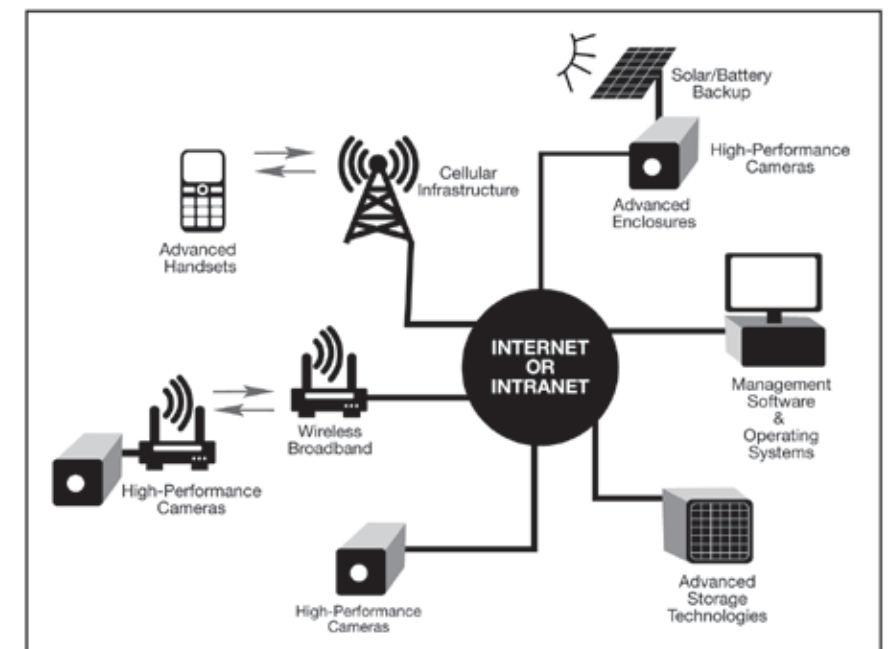 Solar/Battery
Backup
High-Performance
Cameras
Advanced
Enclosures
Cellular
Infrastructure
Advanced
Handsets
INTERNET
OR
INTRANET
Management
Software
&
Operating
Systems
Wireless
Broadband
High-Performance
Cameras
High-Performance
Cameras
Advanced
Storage
Technologies